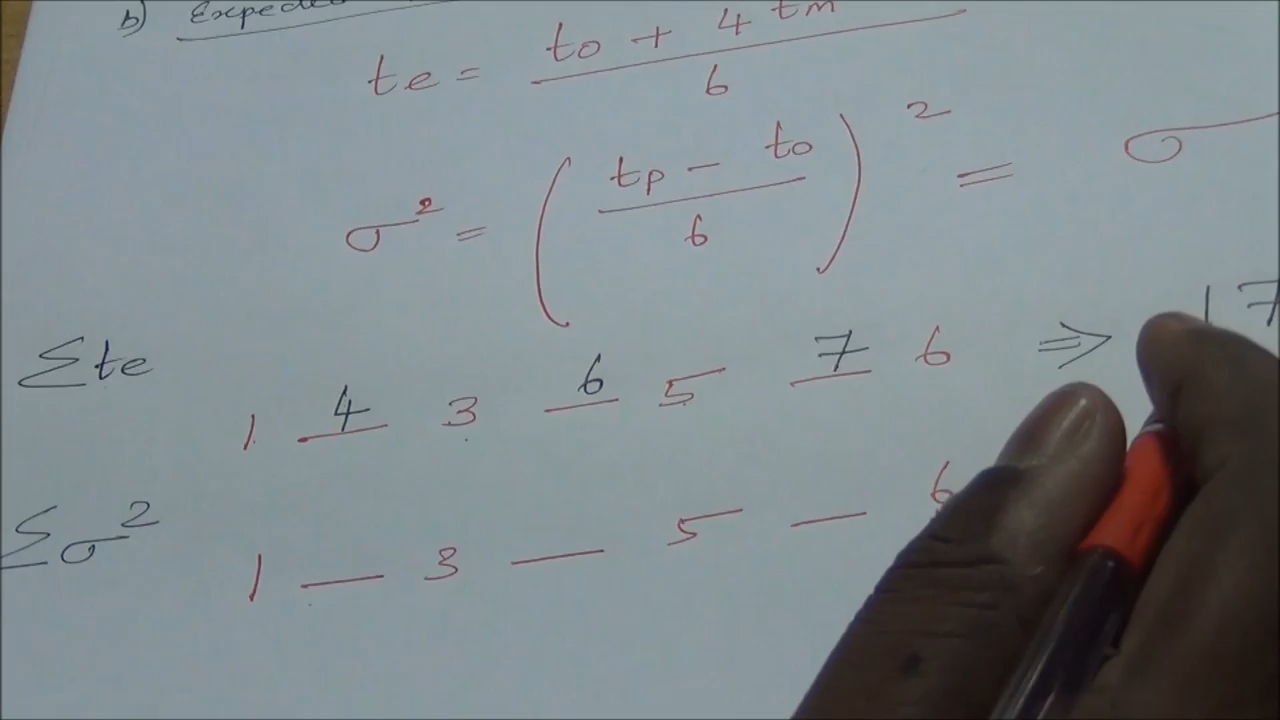 b)
te = to + 4 tm / 6
σ² = ( tp - to / 6 )² = σ
Σte 1 4 3 6 5 7 6 ⇒ 17
Σσ² 1 — 3 — 5 — 6